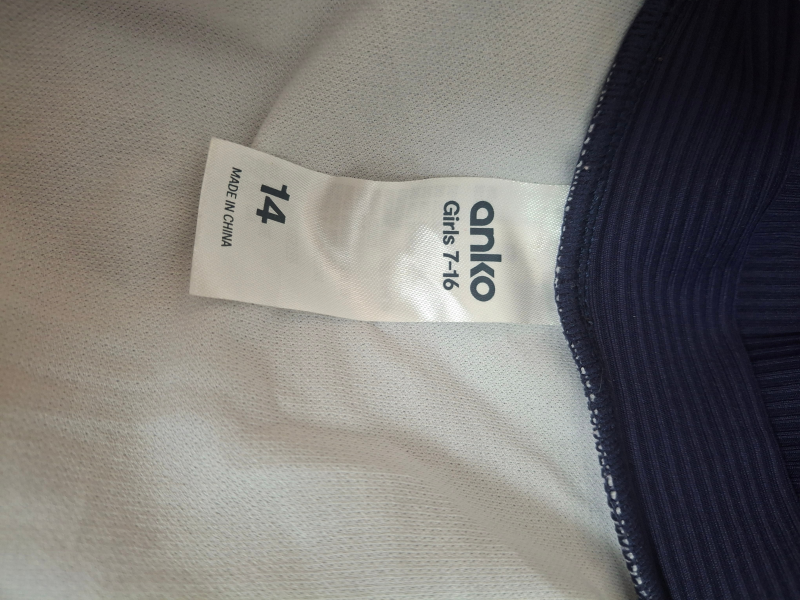 anko
Girls 7-16
14
MADE IN CHINA